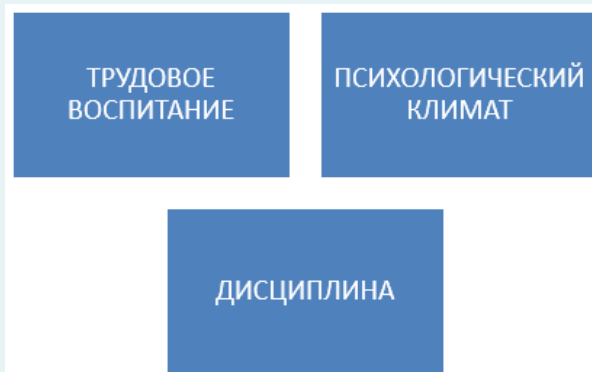 ТРУДОВОЕ
ВОСПИТАНИЕ
ПСИХОЛОГИЧЕСКИЙ
КЛИМАТ
ДИСЦИПЛИНА